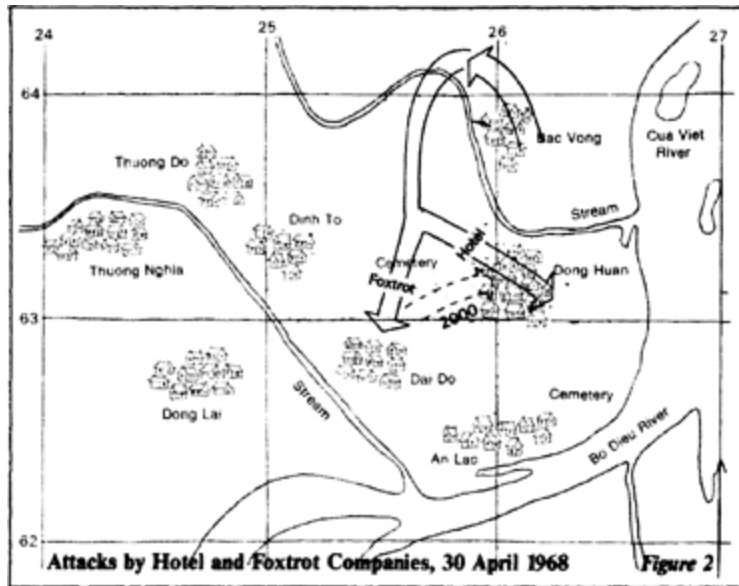 24 25 26 27
64
Bac Vong
Cua Viet
River
Thuong Do
Stream
Dinh To
Hotel
Cemetery
Dong Huan
Thuong Nghia
Foxtrot
2000
63
Dai Do
Cemetery
Dong Lai
Stream
An Lac
Bo Dieu River
62
Attacks by Hotel and Foxtrot Companies, 30 April 1968 Figure 2